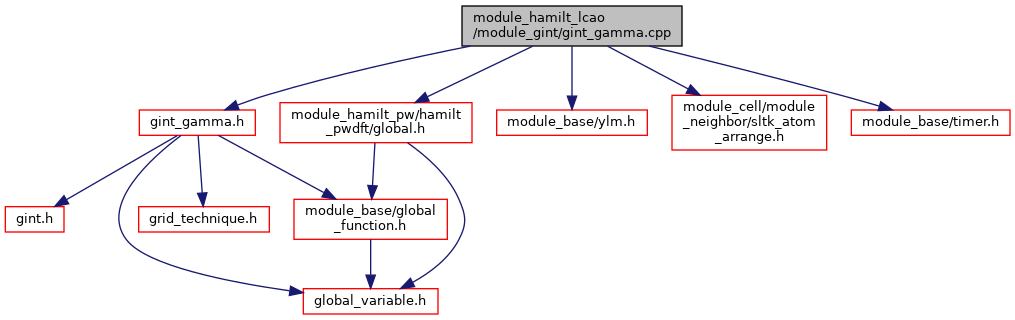 module_hamilt_lcao
/module_gint/gint_gamma.cpp
gint_gamma.h
module_hamilt_pw/hamilt
_pwdft/global.h
module_base/ylm.h
module_cell/module
_neighbor/sltk_atom
_arrange.h
module_base/timer.h
gint.h
grid_technique.h
module_base/global
_function.h
global_variable.h